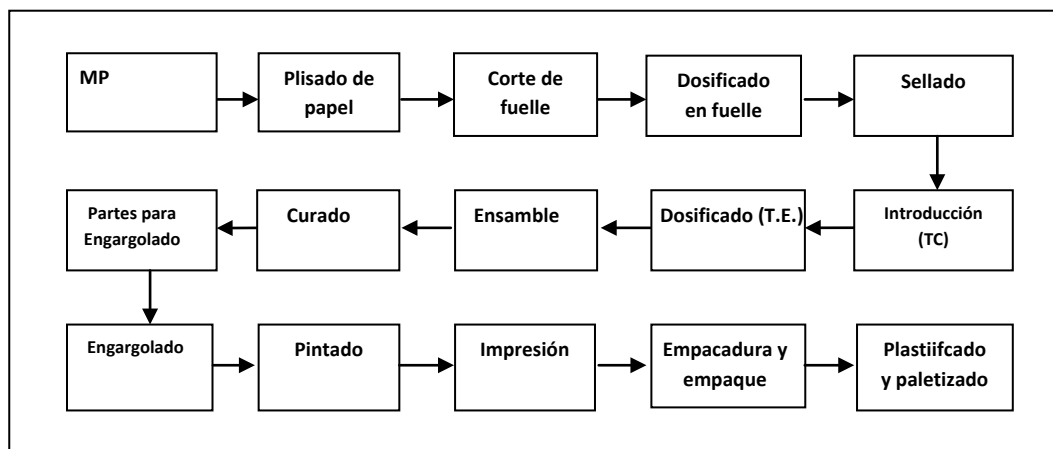 MP
Plisado de
papel
Corte de
fuelle
Dosificado
en fuelle
Sellado
Partes para
Engargolado
Curado
Ensamble
Dosificado (T.E.)
Introducción
(TC)
Engargolado
Pintado
Impresión
Empacadura y
empaque
Plastiifcado
y paletizado